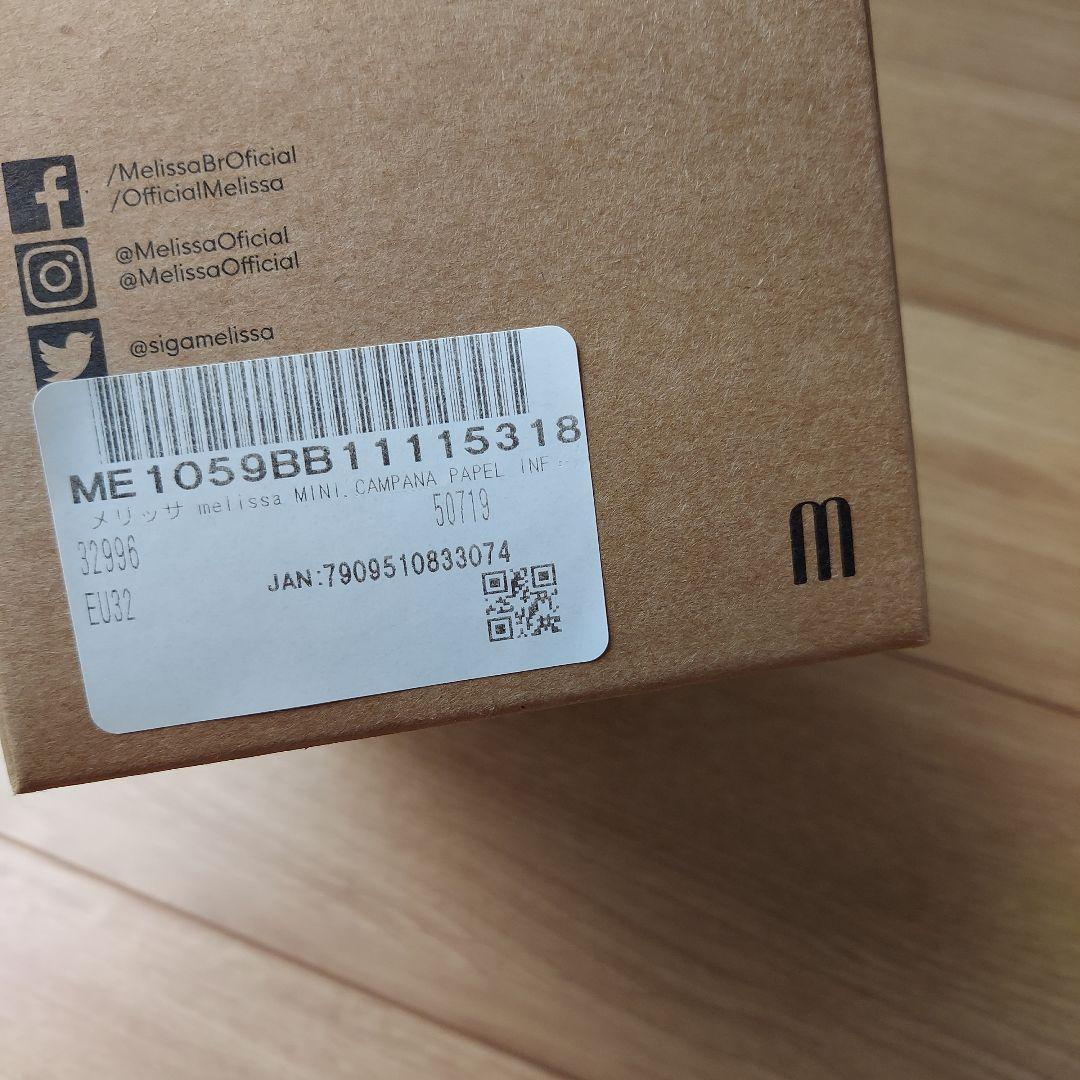 /MelissaBrOficial
/OfficialMelissa
@MelissaOficial
@MelissaOfficial
@sigamelissa
ME1059BB11115318
メリッサ melissa MINI.CAMPANA PAPEL INF
32996 50719
JAN:7909510833074
EU32
m